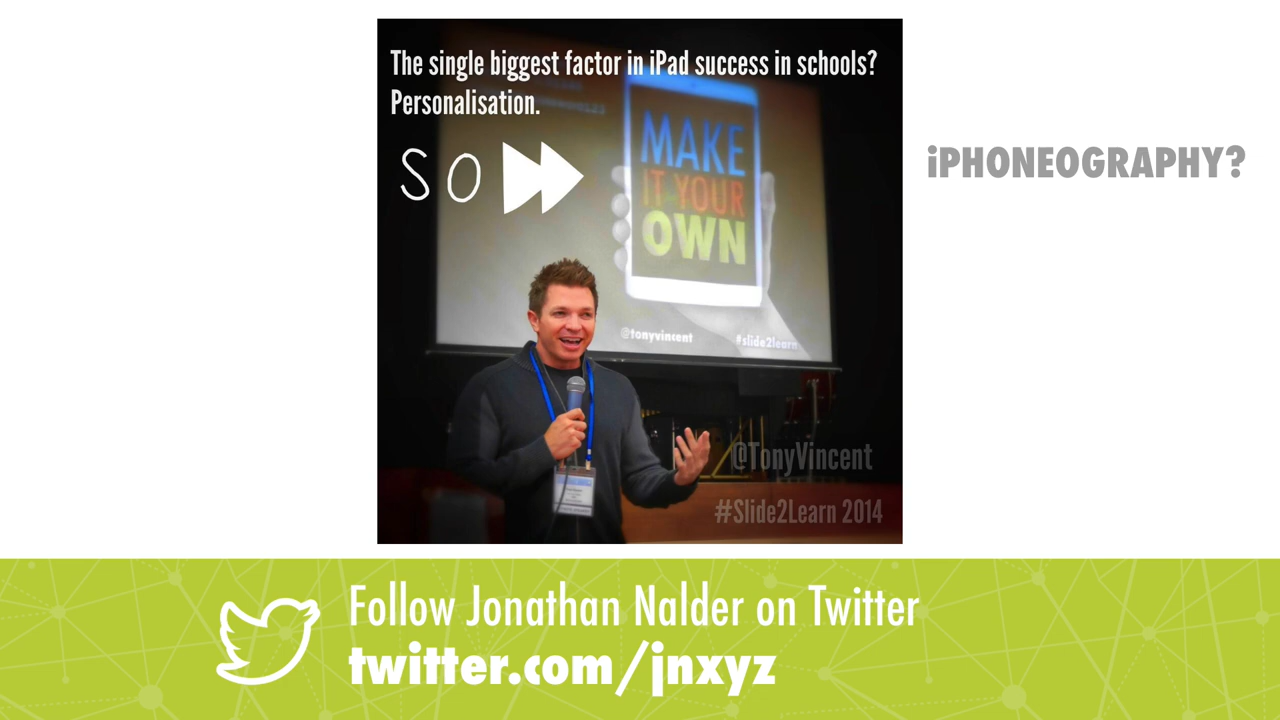 The single biggest factor in iPad success in schools?
Personalisation.
SO
MAKE
IT YOUR
OWN
@tonyvincent
#slide2learn
@TonyVincent
#Slide2Learn 2014
iPHONEOGRAPHY?
Follow Jonathan Nalder on Twitter
twitter.com/jnxyz